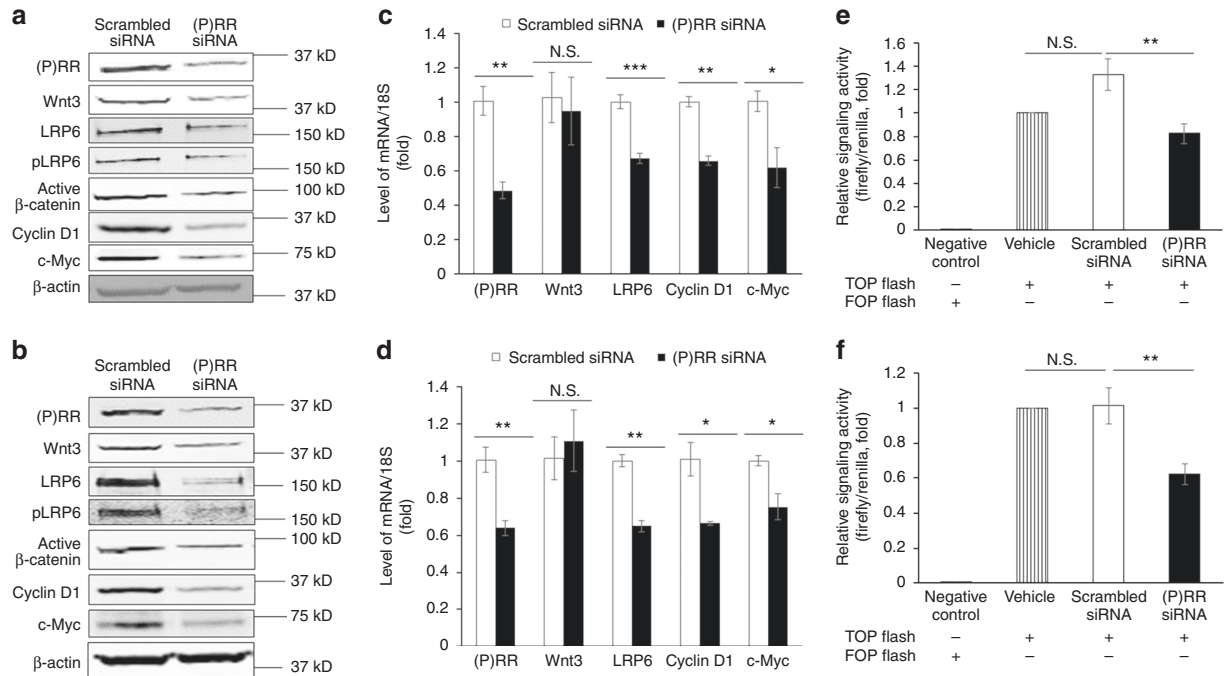 a
Scrambled siRNA
(P)RR siRNA
(P)RR
37 kD
Wnt3
37 kD
LRP6
150 kD
pLRP6
150 kD
Active β-catenin
100 kD
Cyclin D1
37 kD
c-Myc
75 kD
β-actin
37 kD
b
Scrambled siRNA
(P)RR siRNA
(P)RR
37 kD
Wnt3
37 kD
LRP6
150 kD
pLRP6
150 kD
Active β-catenin
100 kD
Cyclin D1
37 kD
c-Myc
75 kD
β-actin
37 kD
c
Scrambled siRNA (P)RR siRNA
Level of mRNA/18S (fold)
1.4
1.2
1
0.8
0.6
0.4
0.2
0
** N.S. *** ** *
(P)RR Wnt3 LRP6 Cyclin D1 c-Myc
d
Scrambled siRNA (P)RR siRNA
Level of mRNA/18S (fold)
1.4
1.2
1
0.8
0.6
0.4
0.2
0
** N.S. ** * *
(P)RR Wnt3 LRP6 Cyclin D1 c-Myc
e
Relative signaling activity (firefly/renilla, fold)
1.6
1.4
1.2
1
0.8
0.6
0.4
0.2
0
N.S. **
Negative control Vehicle Scrambled siRNA (P)RR siRNA
TOP flash – + + +
FOP flash + – – –
f
Relative signaling activity (firefly/renilla, fold)
1.2
1
0.8
0.6
0.4
0.2
0
N.S. **
Negative control Vehicle Scrambled siRNA (P)RR siRNA
TOP flash – + + +
FOP flash + – – –